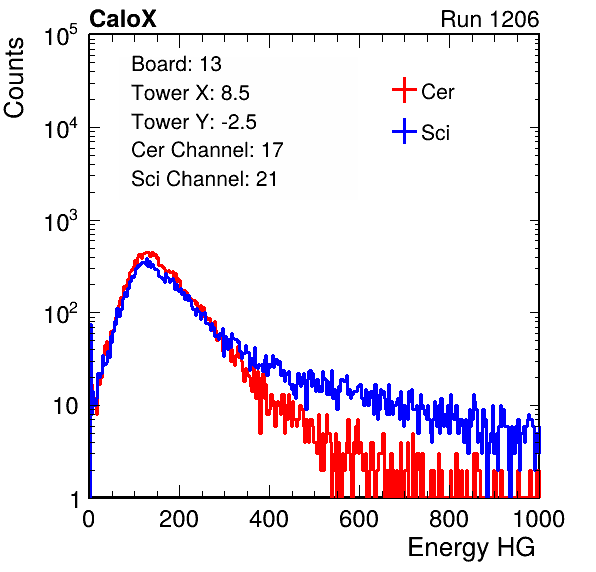 CaloX Run 1206
Counts
10^5
10^4
10^3
10^2
10
1
Board: 13
Tower X: 8.5
Tower Y: -2.5
Cer Channel: 17
Sci Channel: 21
Cer
Sci
0 200 400 600 800 1000
Energy HG